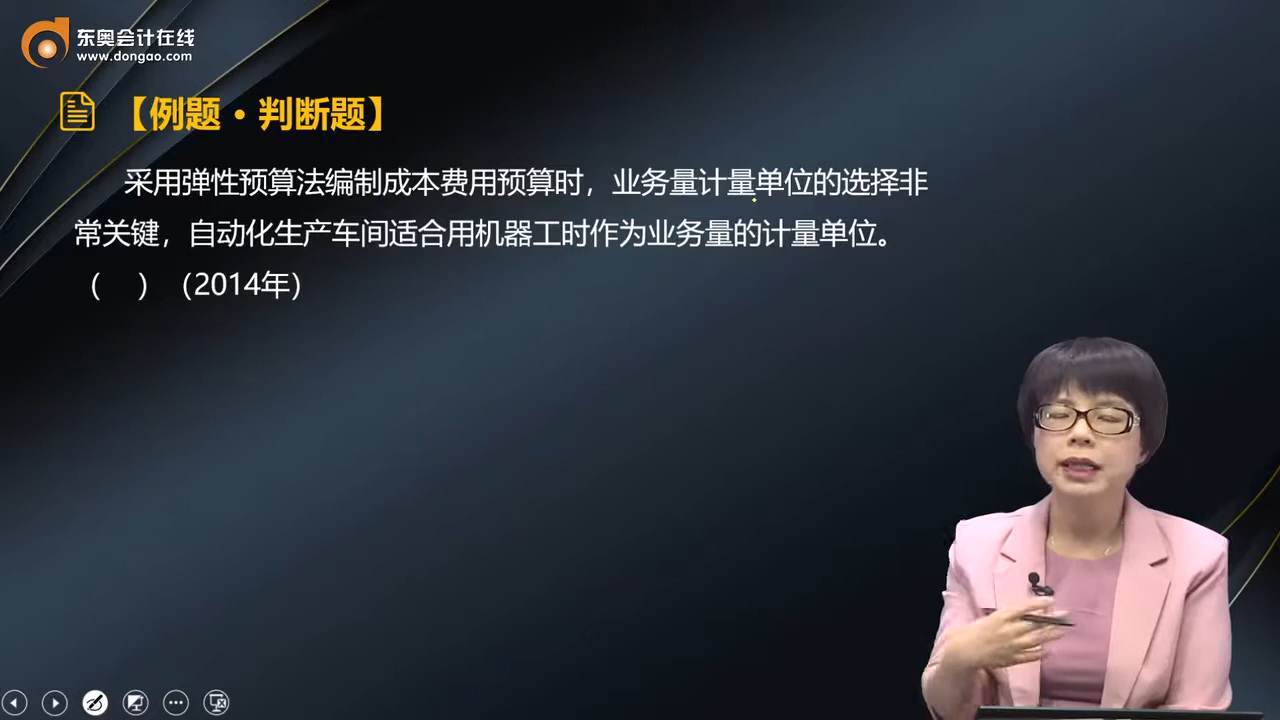 东奥会计在线
www.dongao.com
【例题·判断题】
采用弹性预算法编制成本费用预算时，业务量计量单位的选择非
常关键，自动化生产车间适合用机器工时作为业务量的计量单位。
（ ）（2014年）